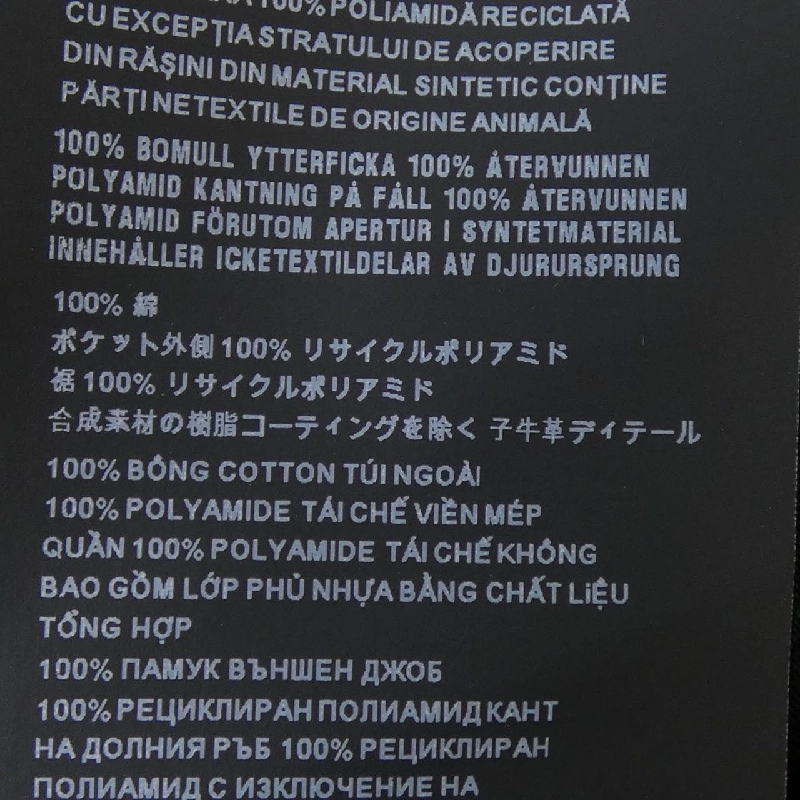 100% POLIAMIDĂ RECICLATĂ
CU EXCEPȚIA STRATULUI DE ACOPERIRE
DIN RĂȘINI DIN MATERIAL SINTETIC CONȚINE
PĂRȚI NETEXTILE DE ORIGINE ANIMALĂ
100% BOMULL YTTERFICKA 100% ÅTERVUNNEN
POLYAMID KANTNING PÅ FÅLL 100% ÅTERVUNNEN
POLYAMID FÖRUTOM APERTUR I SYNTETMATERIAL
INNEHÅLLER ICKETEXTILDELAR AV DJURURSPRUNG
100% 綿
ポケット外側 100% リサイクルポリアミド
裾 100% リサイクルポリアミド
合成素材の樹脂コーティングを除く 子牛革ディテール
100% BÔNG COTTON TÚI NGOÀI
100% POLYAMIDE TÁI CHẾ VIỀN MÉP
QUẦN 100% POLYAMIDE TÁI CHẾ KHÔNG
BAO GỒM LỚP PHỦ NHỰA BẰNG CHẤT LIỆU
TỔNG HỢP
100% ПАМУК ВЪНШЕН ДЖОБ
100% РЕЦИКЛИРАН ПОЛИАМИД КАНТ
НА ДОЛНИЯ РЪБ 100% РЕЦИКЛИРАН
ПОЛИАМИД С ИЗКЛЮЧЕНИЕ НА